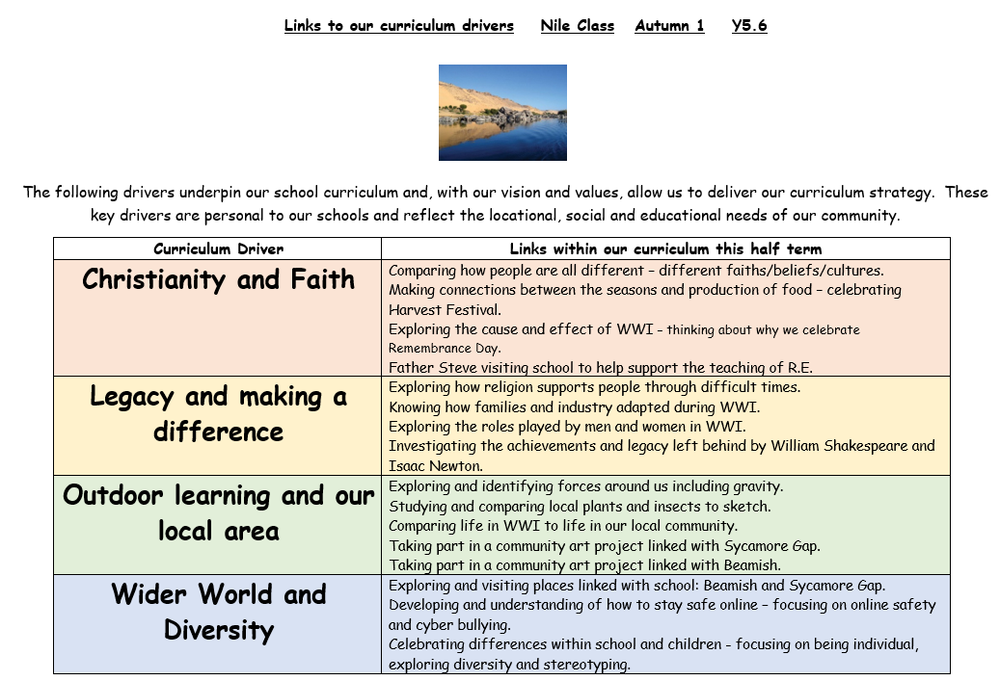 Links to our curriculum drivers Nile Class Autumn 1 Y5.6
The following drivers underpin our school curriculum and, with our vision and values, allow us to deliver our curriculum strategy. These
key drivers are personal to our schools and reflect the locational, social and educational needs of our community.
Curriculum Driver
Links within our curriculum this half term
Christianity and Faith
Comparing how people are all different – different faiths/beliefs/cultures.
Making connections between the seasons and production of food – celebrating
Harvest Festival.
Exploring the cause and effect of WWI – thinking about why we celebrate
Remembrance Day.
Father Steve visiting school to help support the teaching of R.E.
Legacy and making a
difference
Exploring how religion supports people through difficult times.
Knowing how families and industry adapted during WWI.
Exploring the roles played by men and women in WWI.
Investigating the achievements and legacy left behind by William Shakespeare and
Isaac Newton.
Outdoor learning and our
local area
Exploring and identifying forces around us including gravity.
Studying and comparing local plants and insects to sketch.
Comparing life in WWI to life in our local community.
Taking part in a community art project linked with Sycamore Gap.
Taking part in a community art project linked with Beamish.
Wider World and
Diversity
Exploring and visiting places linked with school: Beamish and Sycamore Gap.
Developing and understanding of how to stay safe online – focusing on online safety
and cyber bullying.
Celebrating differences within school and children - focusing on being individual,
exploring diversity and stereotyping.